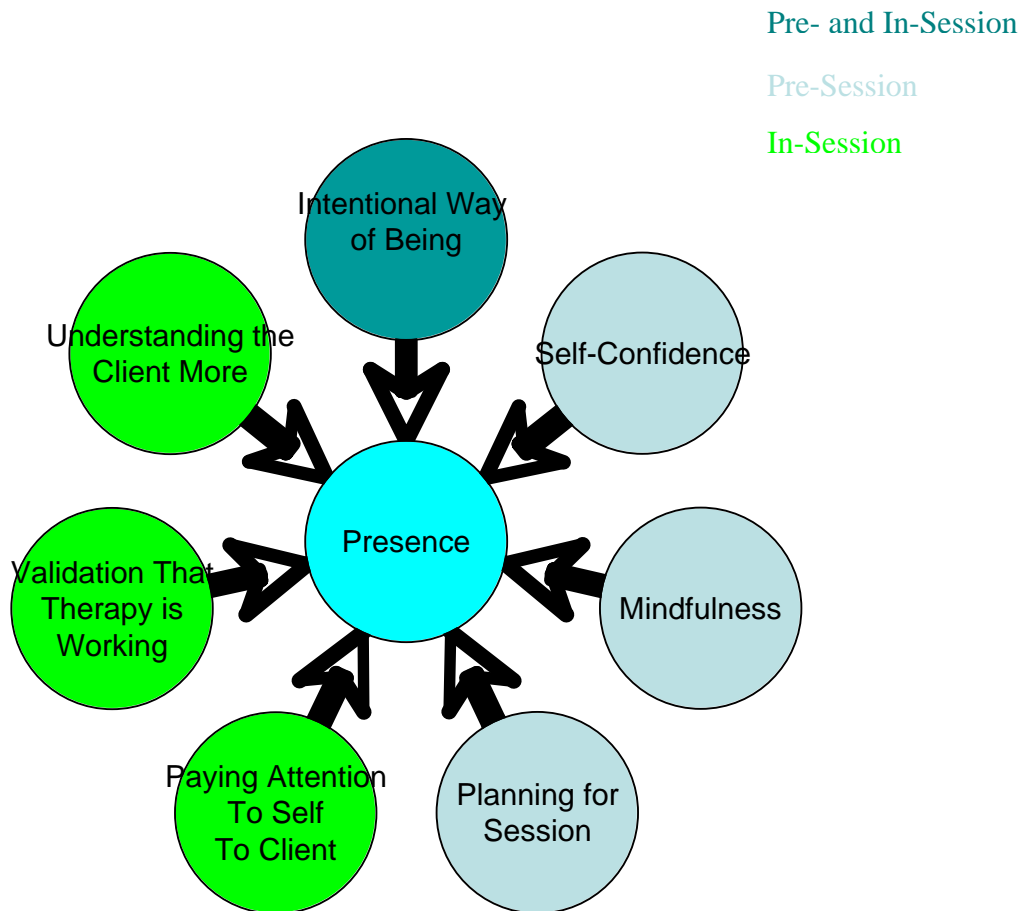 Pre- and In-Session
Pre-Session
In-Session
Intentional Way
of Being
Understanding the
Client More
Self-Confidence
Presence
Validation That
Therapy is
Working
Mindfulness
Paying Attention
To Self
To Client
Planning for
Session